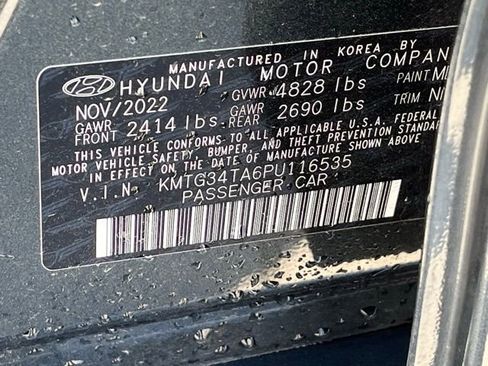 MANUFACTURED IN KOREA BY
HYUNDAI MOTOR COMPAN
NOV/2022 GVWR 4828 lbs PAINT
GAWR FRONT 2414 lbs GAWR REAR 2690 lbs TRIM
THIS VEHICLE CONFORMS TO ALL APPLICABLE U.S.A. FEDERAL
MOTOR VEHICLE SAFETY, BUMPER, AND THEFT PREVENTION STANDARDS
IN EFFECT ON THE DATE OF MANUFACTURE SHOWN ABOVE.
V.I.N. KMTG34TA6PU116535
PASSENGER CAR